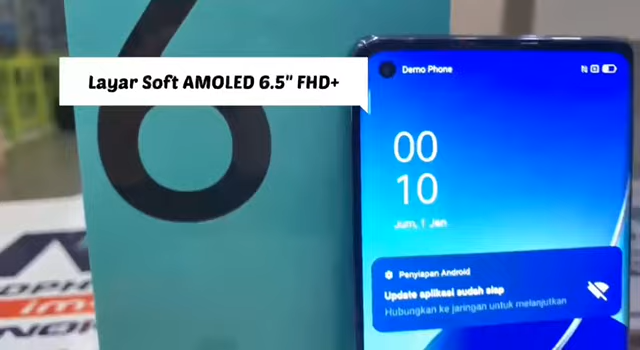 6
Layar Soft AMOLED 6.5" FHD+
Demo Phone
00
10
Jum, 1 Jan
Penyiapan Android
Update aplikasi sudah siap
Hubungkan ke jaringan untuk melanjutkan